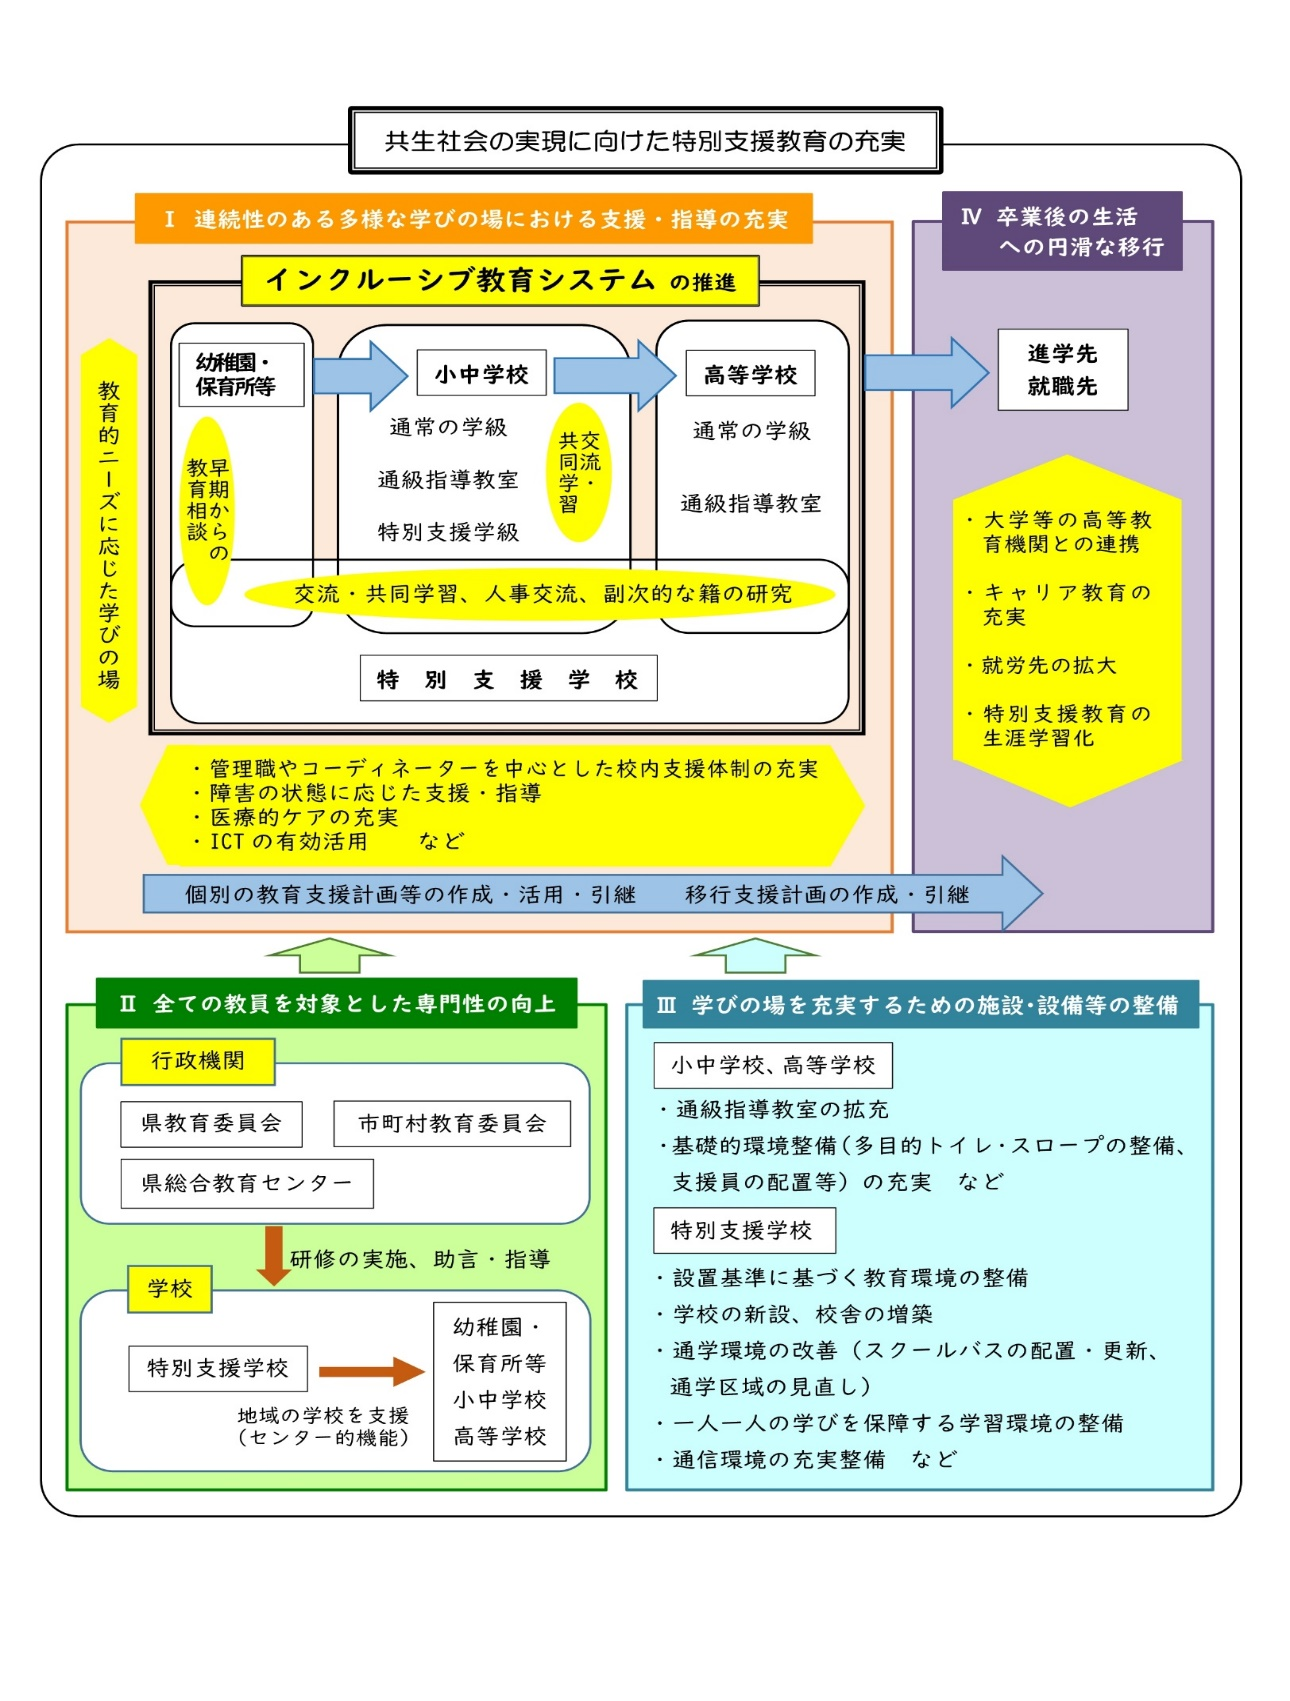 共生社会の実現に向けた特別支援教育の充実
Ⅰ 連続性のある多様な学びの場における支援・指導の充実
インクルーシブ教育システム の推進
教育的ニーズに応じた学びの場
幼稚園・
保育所等
早期からの
教育相談
小中学校
通常の学級
通級指導教室
特別支援学級
交流・
共同学習
高等学校
通常の学級
通級指導教室
交流・共同学習、人事交流、副次的な籍の研究
特別支援学校
・管理職やコーディネーターを中心とした校内支援体制の充実
・障害の状態に応じた支援・指導
・医療的ケアの充実
・ICTの有効活用　など
個別の教育支援計画等の作成・活用・引継　移行支援計画の作成・引継
Ⅳ 卒業後の生活
への円滑な移行
進学先
就職先
・大学等の高等教
育機関との連携
・キャリア教育の
充実
・就労先の拡大
・特別支援教育の
生涯学習化
Ⅱ 全ての教員を対象とした専門性の向上
行政機関
県教育委員会
市町村教育委員会
県総合教育センター
研修の実施、助言・指導
学校
特別支援学校
地域の学校を支援
（センター的機能）
幼稚園・
保育所等
小中学校
高等学校
Ⅲ 学びの場を充実するための施設・設備等の整備
小中学校、高等学校
・通級指導教室の拡充
・基礎的環境整備（多目的トイレ・スロープの整備、
支援員の配置等）の充実　など
特別支援学校
・設置基準に基づく教育環境の整備
・学校の新設、校舎の増築
・通学環境の改善（スクールバスの配置・更新、
通学区域の見直し）
・一人一人の学びを保障する学習環境の整備
・通信環境の充実整備　など